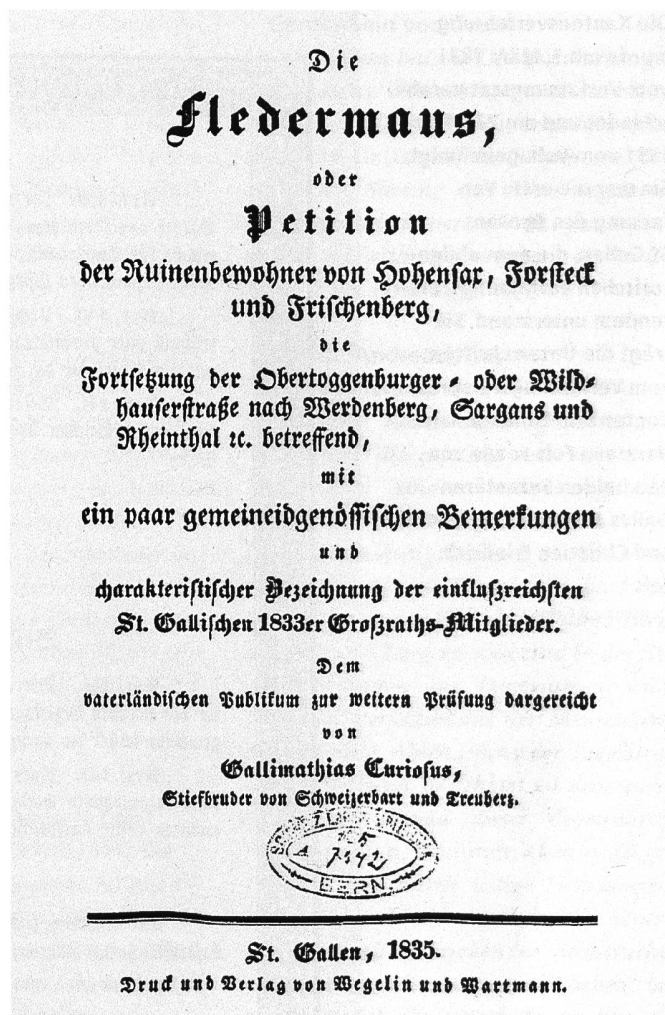 Die
Fledermaus,
oder
Petition
der Ruinenbewohner von Hohensax, Forsteck
und Frischenberg,
die
Fortsetzung der Obertoggenburger- oder Wild-
hauserstraße nach Werdenberg, Sargans und
Rheinthal ꝛc. betreffend,
mit
ein paar gemeineidgenössischen Bemerkungen
und
charakteristischer Bezeichnung der einflußreichsten
St. Gallischen 1833er Großraths-Mitglieder.
Dem
vaterländischen Publikum zur weitern Prüfung dargereicht
von
Gallimathias Curiosus,
Stiefbruder von Schweizerbart und Treuherz.
A
7342
BERN
St. Gallen, 1835.
Druck und Verlag von Wegelin und Wartmann.